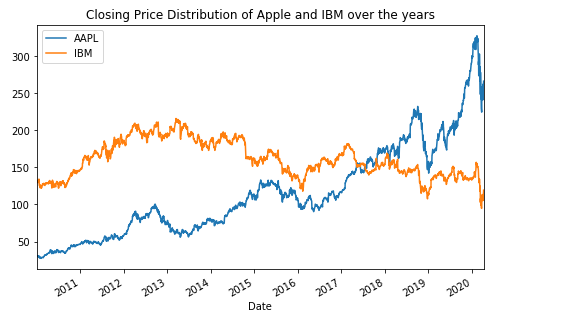 Closing Price Distribution of Apple and IBM over the years
AAPL
IBM
300
250
200
150
100
50
2011 2012 2013 2014 2015 2016 2017 2018 2019 2020
Date